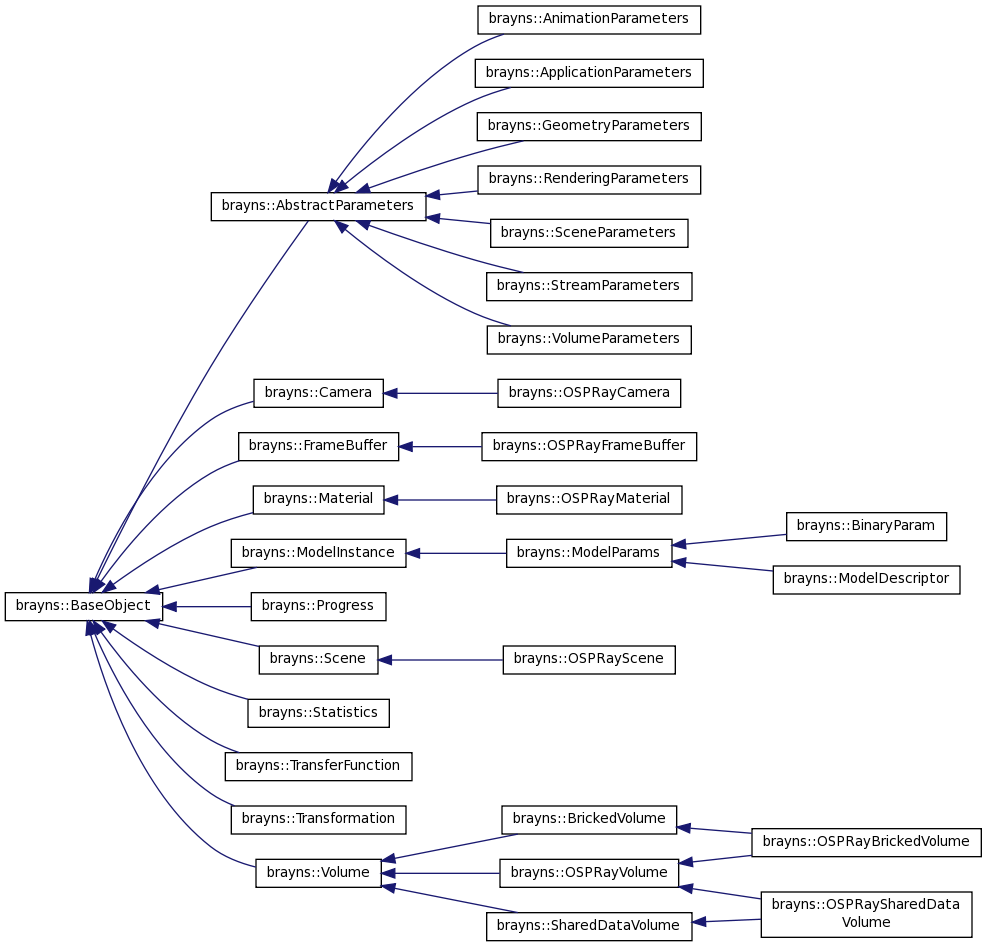 brayns::AnimationParameters
brayns::ApplicationParameters
brayns::GeometryParameters
brayns::RenderingParameters
brayns::AbstractParameters
brayns::SceneParameters
brayns::StreamParameters
brayns::VolumeParameters
brayns::Camera
brayns::OSPRayCamera
brayns::FrameBuffer
brayns::OSPRayFrameBuffer
brayns::Material
brayns::OSPRayMaterial
brayns::BinaryParam
brayns::ModelInstance
brayns::ModelParams
brayns::ModelDescriptor
brayns::BaseObject
brayns::Progress
brayns::Scene
brayns::OSPRayScene
brayns::Statistics
brayns::TransferFunction
brayns::Transformation
brayns::BrickedVolume
brayns::OSPRayBrickedVolume
brayns::Volume
brayns::OSPRayVolume
brayns::OSPRaySharedData
Volume
brayns::SharedDataVolume